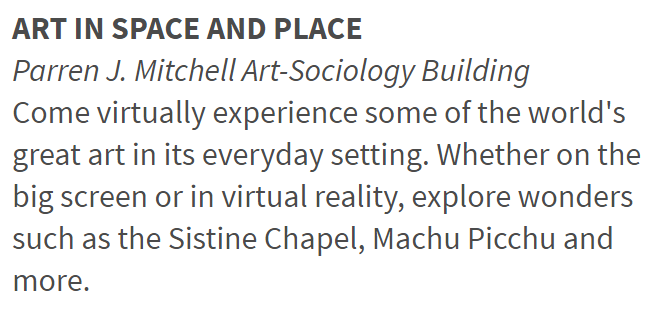 ART IN SPACE AND PLACE
Parren J. Mitchell Art-Sociology Building
Come virtually experience some of the world's
great art in its everyday setting. Whether on the
big screen or in virtual reality, explore wonders
such as the Sistine Chapel, Machu Picchu and
more.